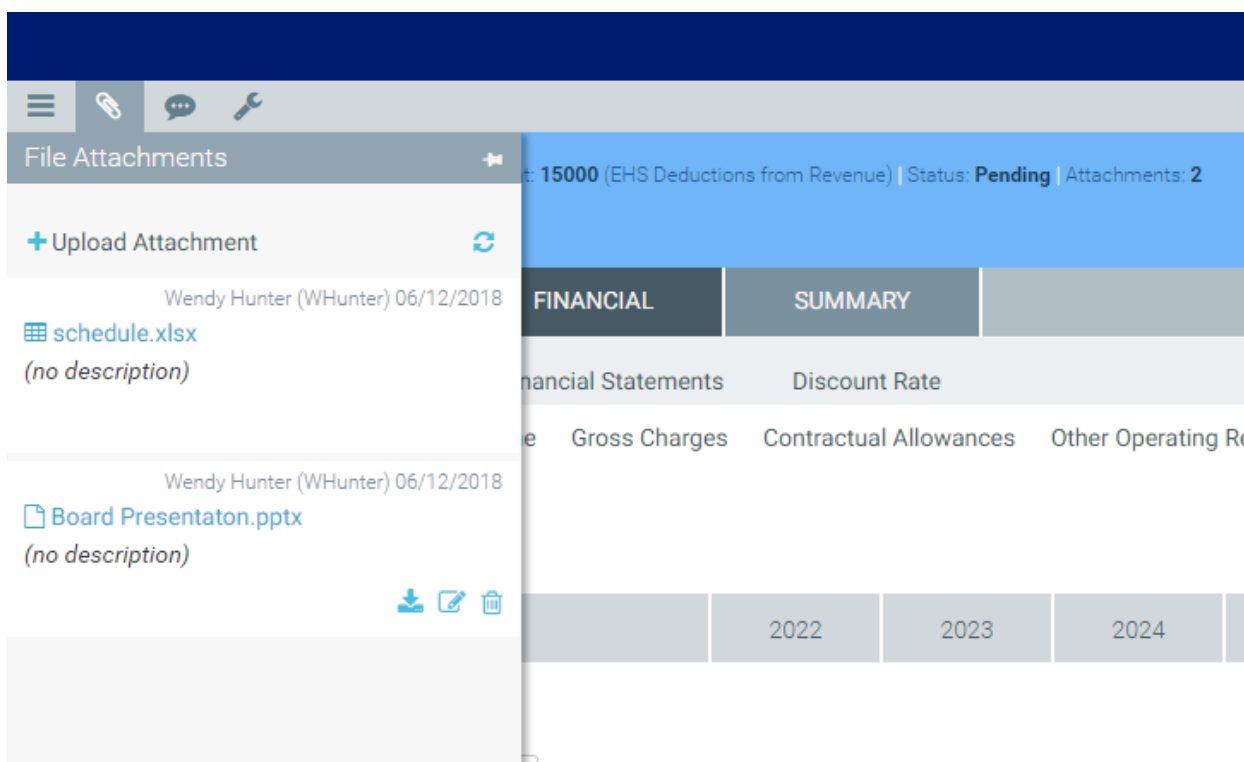 File Attachments
t: 15000 (EHS Deductions from Revenue) | Status: Pending | Attachments: 2
Upload Attachment
Wendy Hunter (WHunter) 06/12/2018
schedule.xlsx
(no description)
Wendy Hunter (WHunter) 06/12/2018
Board Presentaton.pptx
(no description)
FINANCIAL SUMMARY
nancial Statements Discount Rate
e Gross Charges Contractual Allowances Other Operating Re
2022 2023 2024